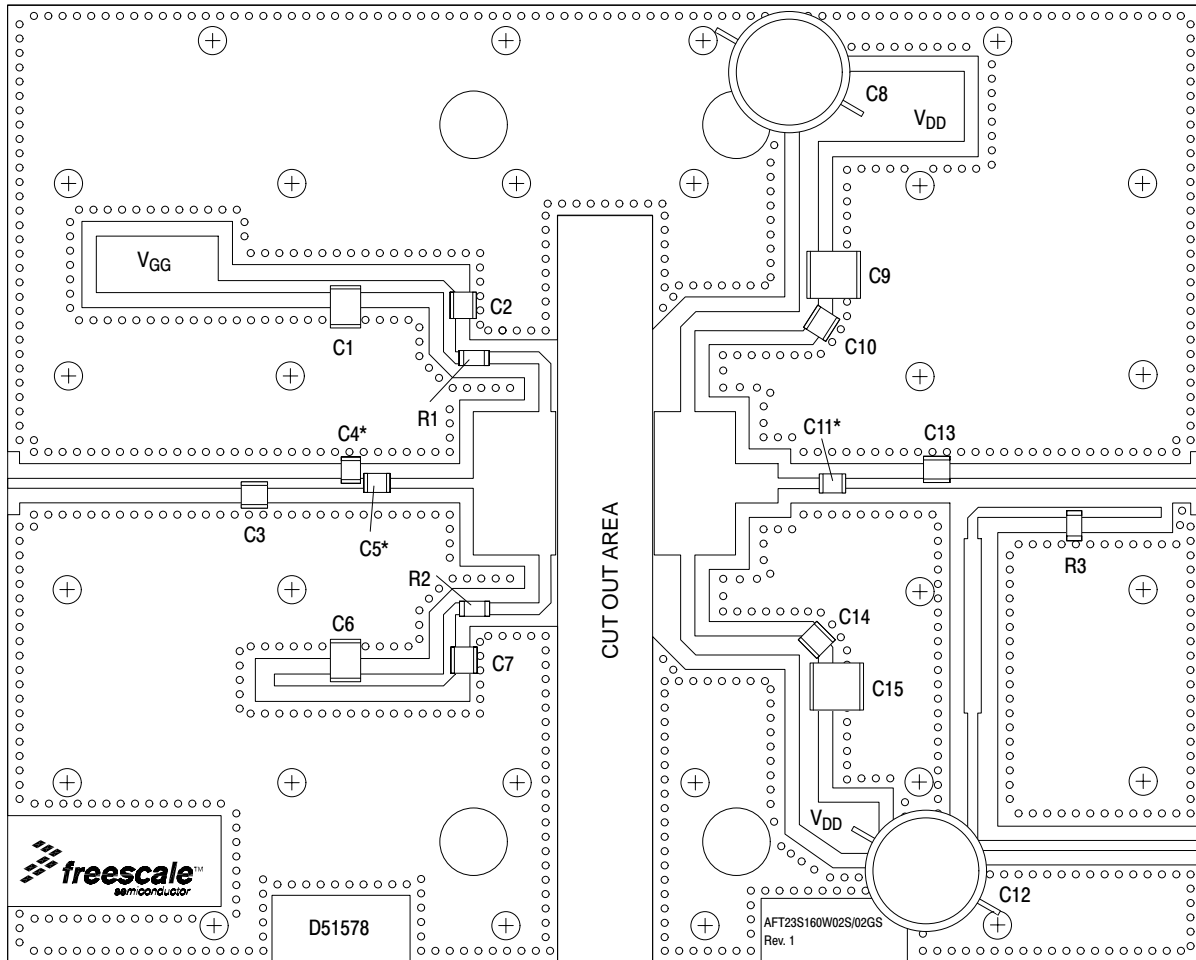 C8
VDD
VGG
C9
C2
C1
C10
R1
C4*
C11*
C13
C3
C5*
R3
R2
CUT OUT AREA
C6
C14
C7
C15
VDD
freescale™
semiconductor
C12
D51578
AFT23S160W02S/02GS
Rev. 1